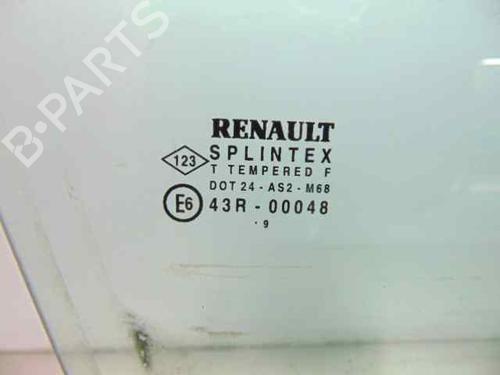 B-PARTS
RENAULT
123 SPLINTEX
T TEMPERED F
DOT 24 - AS2 - M68
E6 43R - 00048
. 9